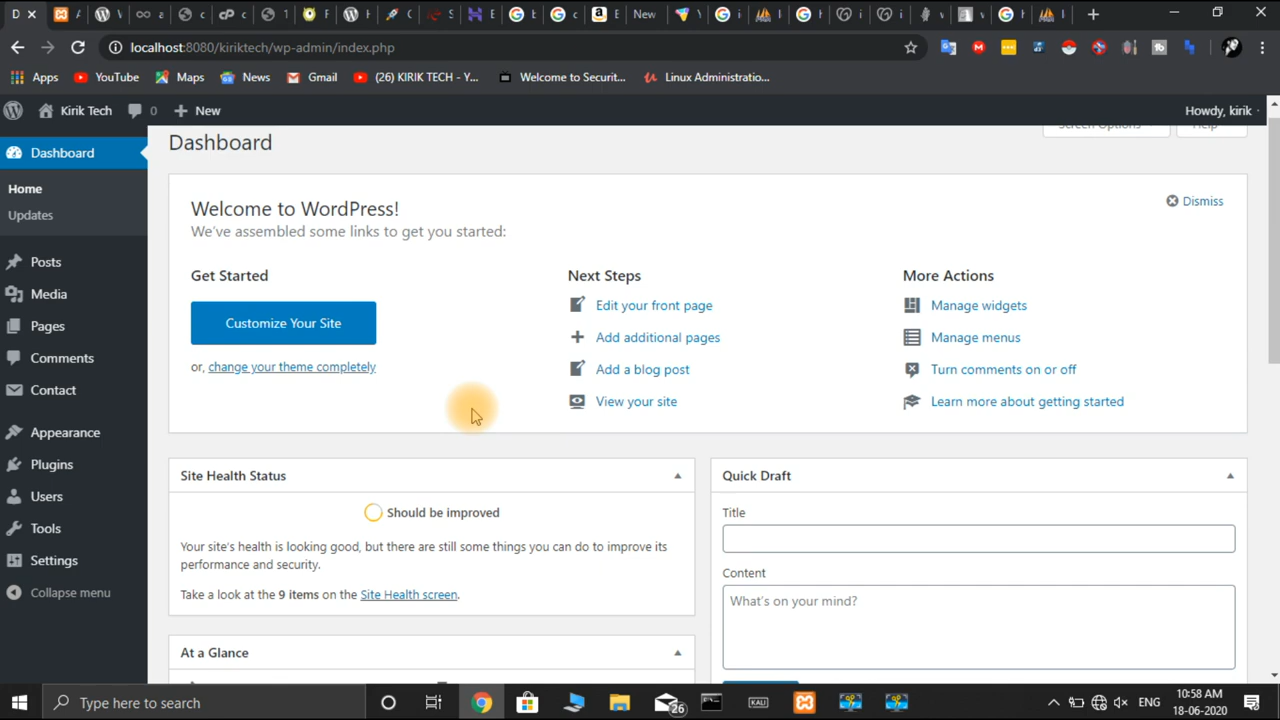 localhost:8080/kiriktech/wp-admin/index.php
Apps YouTube Maps News Gmail (26) KIRIK TECH - Y... Welcome to Securit... Linux Administratio...
Kirik Tech 0 New Howdy, kirik
Dashboard
Home
Updates
Posts
Media
Pages
Comments
Contact
Appearance
Plugins
Users
Tools
Settings
Collapse menu
Dashboard
Screen Options Help
Welcome to WordPress!
Dismiss
We've assembled some links to get you started:
Get Started
Customize Your Site
or, change your theme completely
Next Steps
Edit your front page
Add additional pages
Add a blog post
View your site
More Actions
Manage widgets
Manage menus
Turn comments on or off
Learn more about getting started
Site Health Status
Should be improved
Your site's health is looking good, but there are still some things you can do to improve its
performance and security.
Take a look at the 9 items on the Site Health screen.
At a Glance
Quick Draft
Title
Content
What's on your mind?
Type here to search
26
KALI
ENG
10:58 AM
18-06-2020